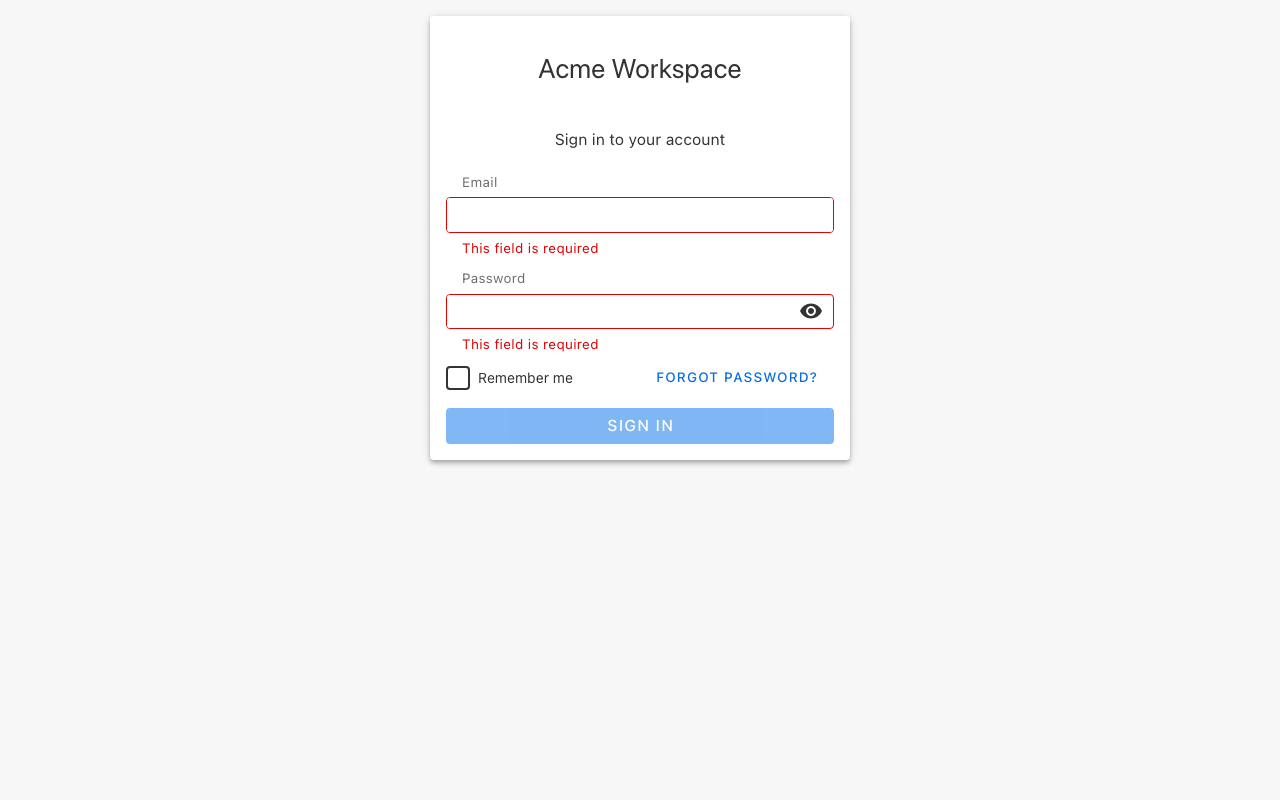 Acme Workspace
Sign in to your account
Email
This field is required
Password
This field is required
Remember me
FORGOT PASSWORD?
SIGN IN